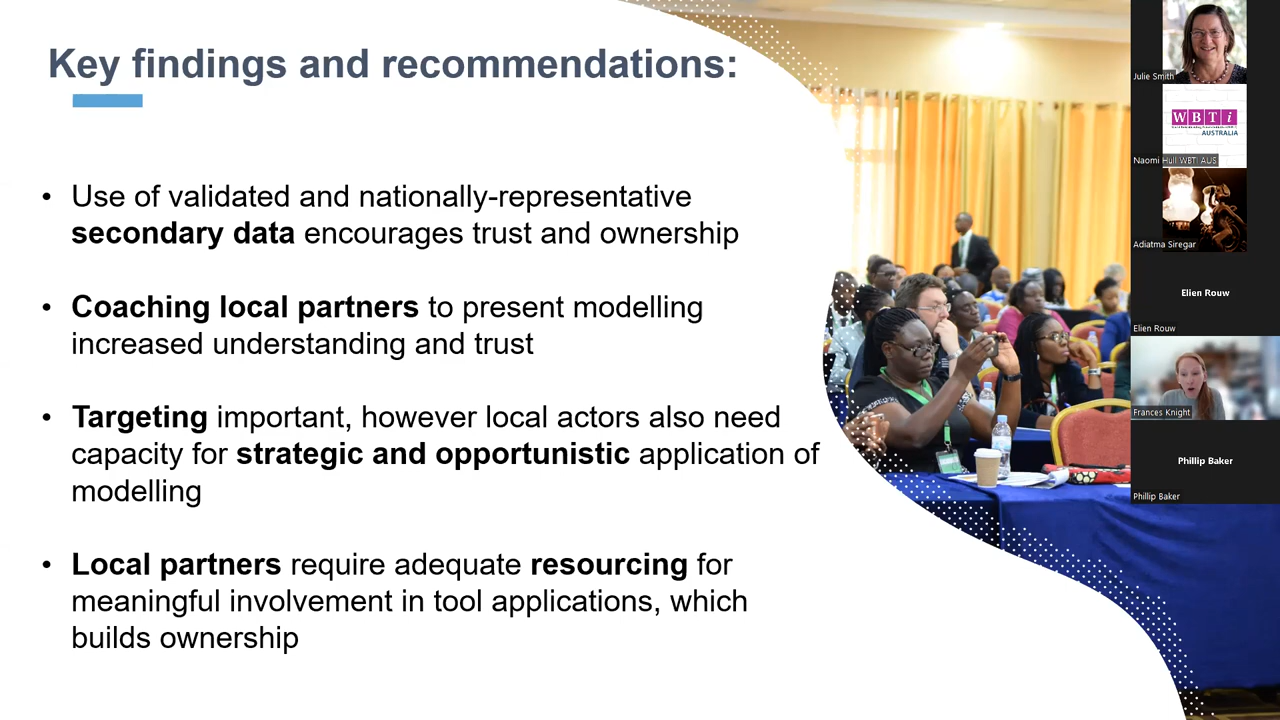 Key findings and recommendations:
• Use of validated and nationally-representative
secondary data encourages trust and ownership
• Coaching local partners to present modelling
increased understanding and trust
• Targeting important, however local actors also need
capacity for strategic and opportunistic application of
modelling
• Local partners require adequate resourcing for
meaningful involvement in tool applications, which
builds ownership
Julie Smith
WBTi
AUSTRALIA
Naomi Hull WBTI AUS
Adiatma Siregar
Elien Rouw
Elien Rouw
Frances Knight
Phillip Baker
Phillip Baker